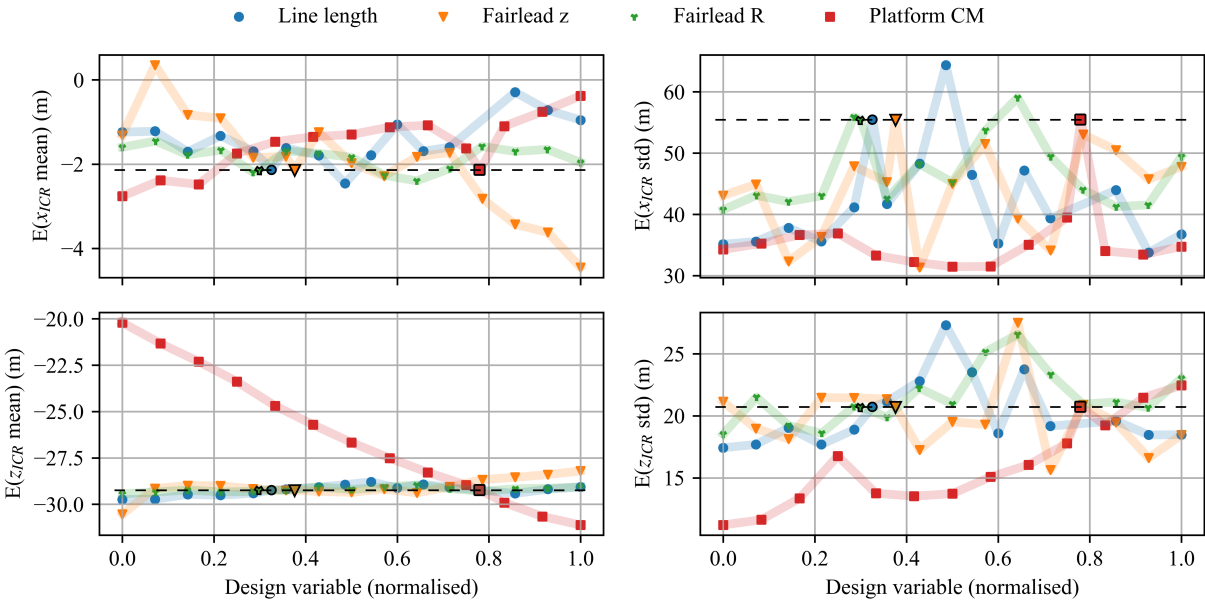 Line length Fairlead z Fairlead R Platform CM
E(x_ICR mean) (m)
0
−2
−4
E(x_ICR std) (m)
60
50
40
30
E(z_ICR mean) (m)
−20.0
−22.5
−25.0
−27.5
−30.0
0.0 0.2 0.4 0.6 0.8 1.0
Design variable (normalised)
E(z_ICR std) (m)
25
20
15
0.0 0.2 0.4 0.6 0.8 1.0
Design variable (normalised)